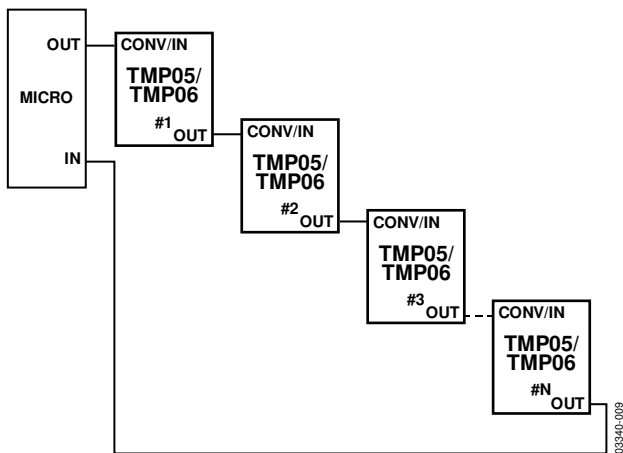 OUT
MICRO
IN
CONV/IN
TMP05/
TMP06
#1
OUT
CONV/IN
TMP05/
TMP06
#2
OUT
CONV/IN
TMP05/
TMP06
#3
OUT
CONV/IN
TMP05/
TMP06
#N
OUT
03340-009